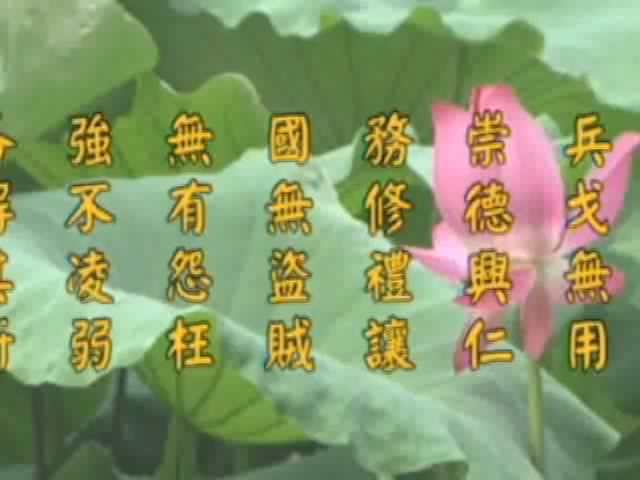 兵戈無用
崇德興仁
務修禮讓
國無盜賊
無有怨枉
強不凌弱